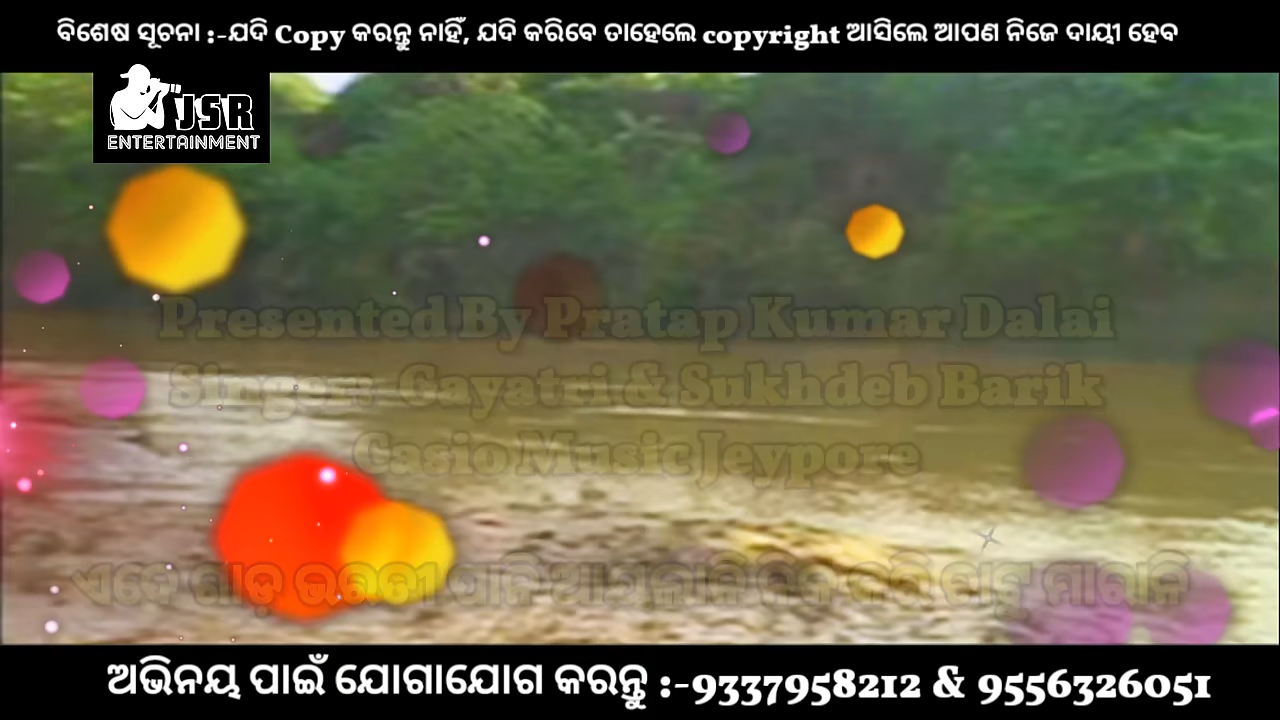 ବିଶେଷ ସୂଚନା :-ଯଦି Copy କରନ୍ତୁ ନାହିଁ, ଯଦି କରିବେ ତାହେଲେ copyright ଆସିଲେ ଆପଣ ନିଜେ ଦାୟୀ ହେବ
JSR
ENTERTAINMENT
Presented By Pratap Kumar Dalai
Singers Gayatri & Sukhdeb Barik
Casio Music Jeypore
ଅଭିନୟ ପାଇଁ ଯୋଗାଯୋଗ କରନ୍ତୁ :-9337958212 & 9556326051